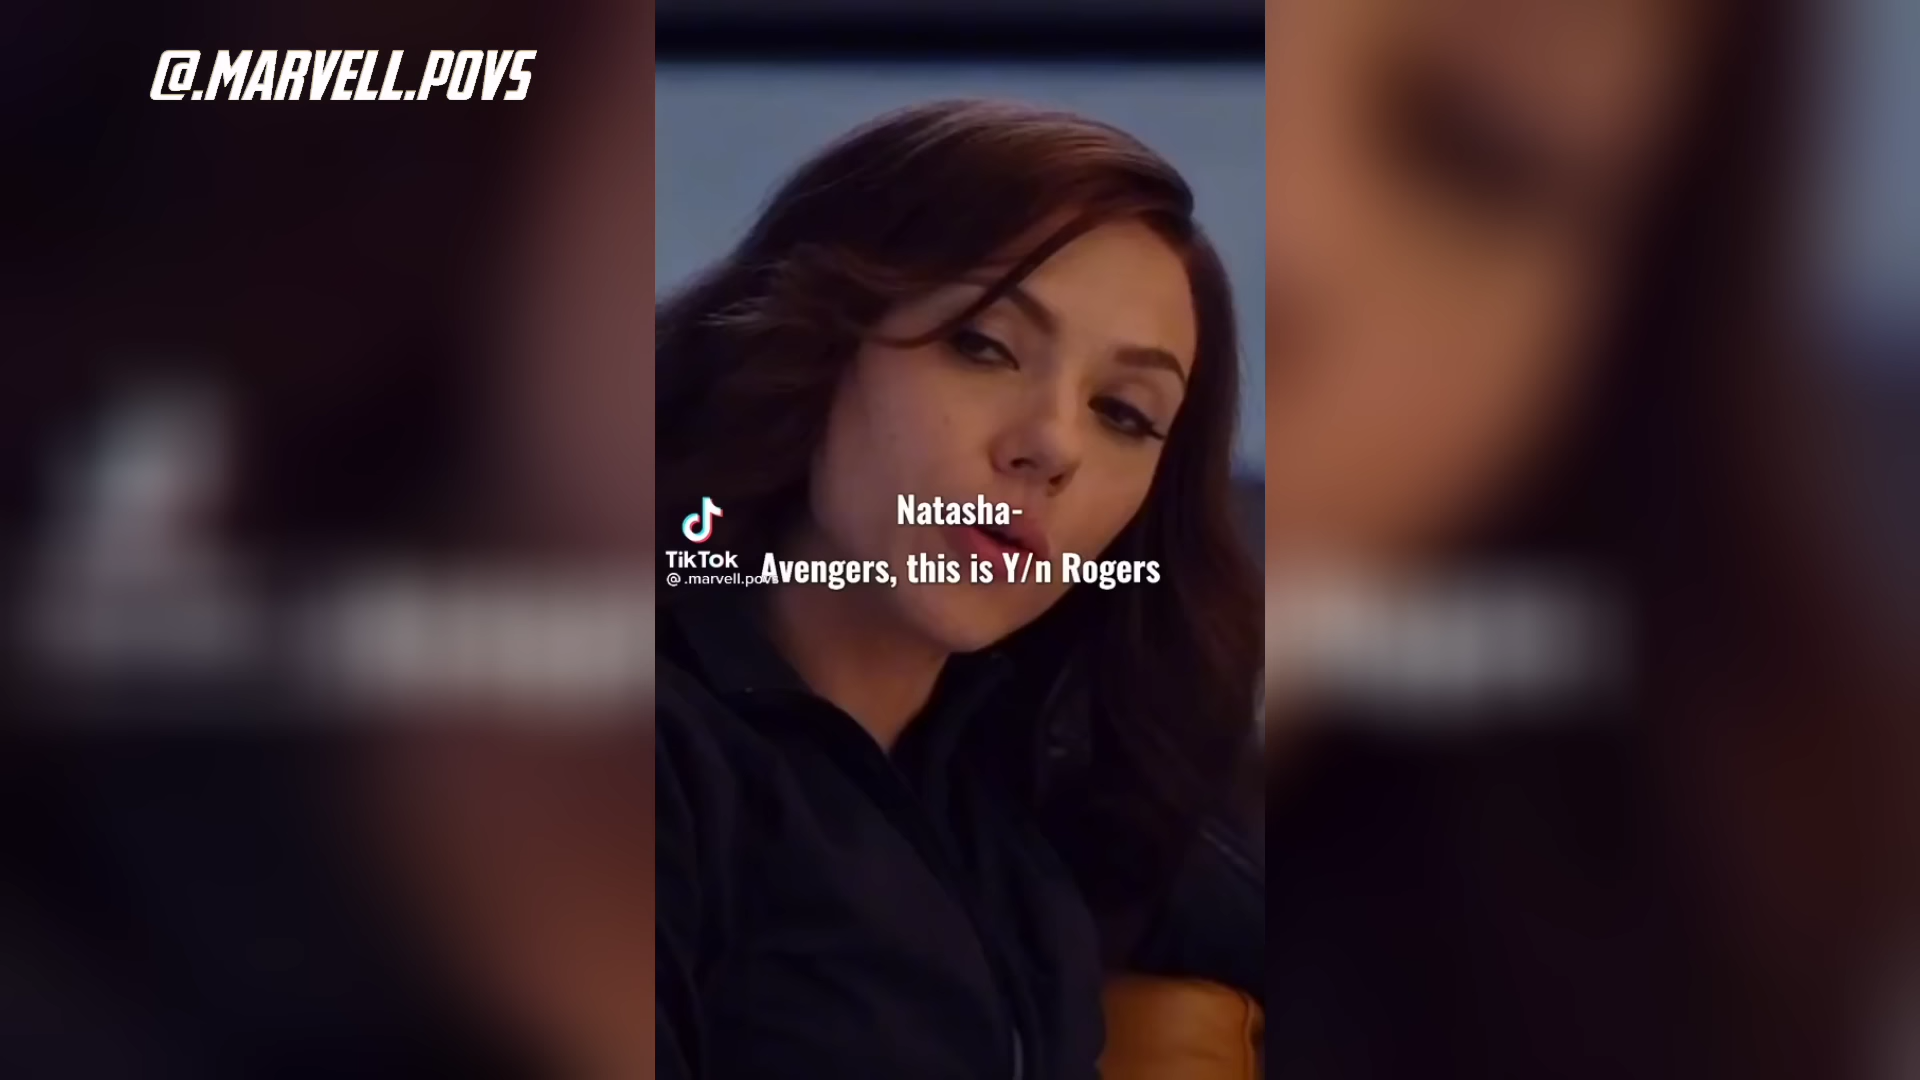 @.MARVELL.POVS
Natasha-
TikTok
Avengers, this is Y/n Rogers
@ .marvell.povs